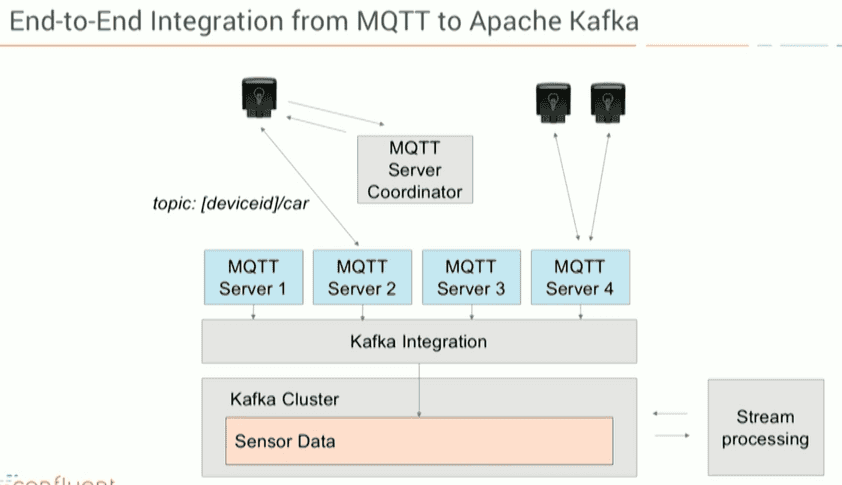 End-to-End Integration from MQTT to Apache Kafka
MQTT
Server
Coordinator
topic: [deviceid]/car
MQTT
Server 1
MQTT
Server 2
MQTT
Server 3
MQTT
Server 4
Kafka Integration
Kafka Cluster
Sensor Data
Stream
processing
confluent